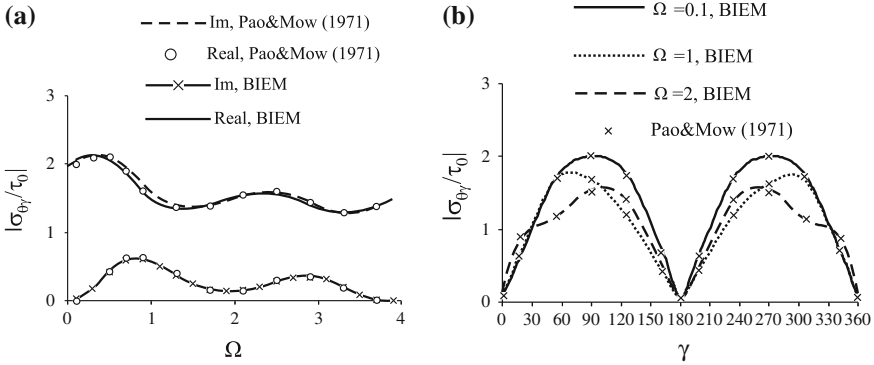 (a)
Im, Pao&Mow (1971)
Real, Pao&Mow (1971)
Im, BIEM
Real, BIEM
|σθγ/τ0|
3
2
1
0
0 1 2 3 4
Ω
(b)
Ω =0.1, BIEM
Ω =1, BIEM
Ω =2, BIEM
Pao&Mow (1971)
|σθγ/τ0|
3
2
1
0
0 30 60 90 120 150 180 210 240 270 300 330 360
γ